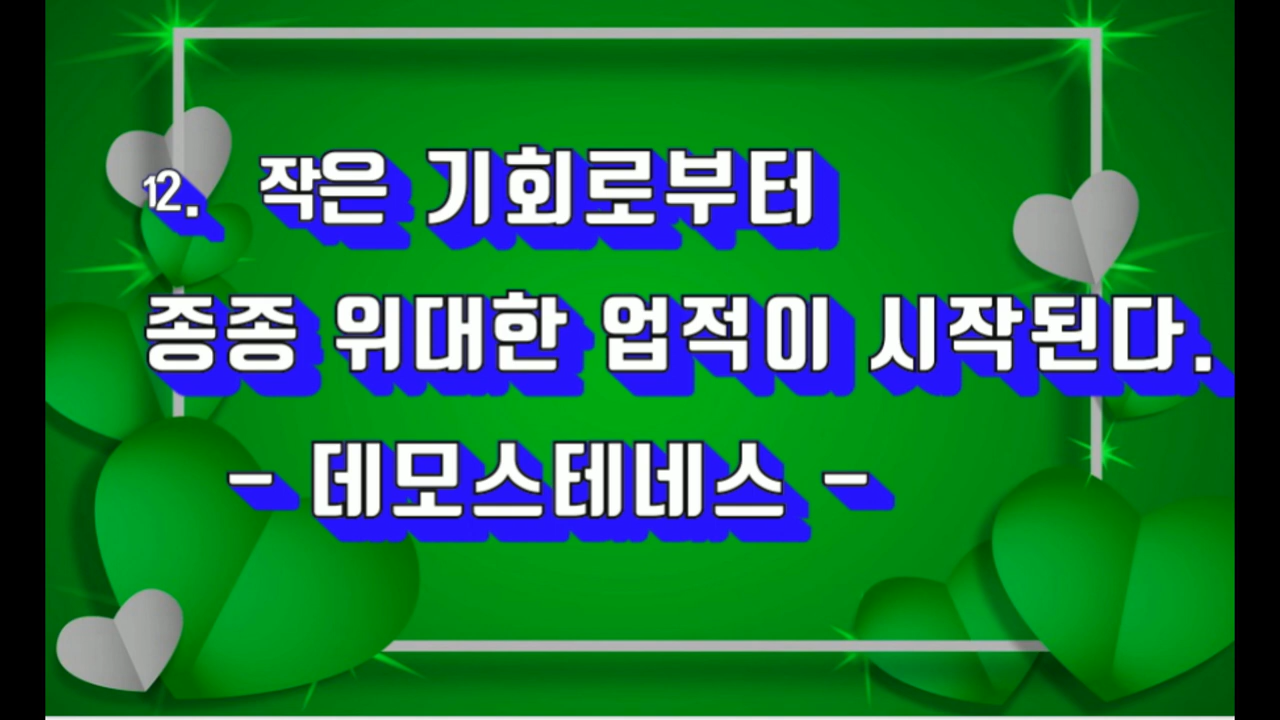 12. 작은 기회로부터
종종 위대한 업적이 시작된다.
- 데모스테네스 -